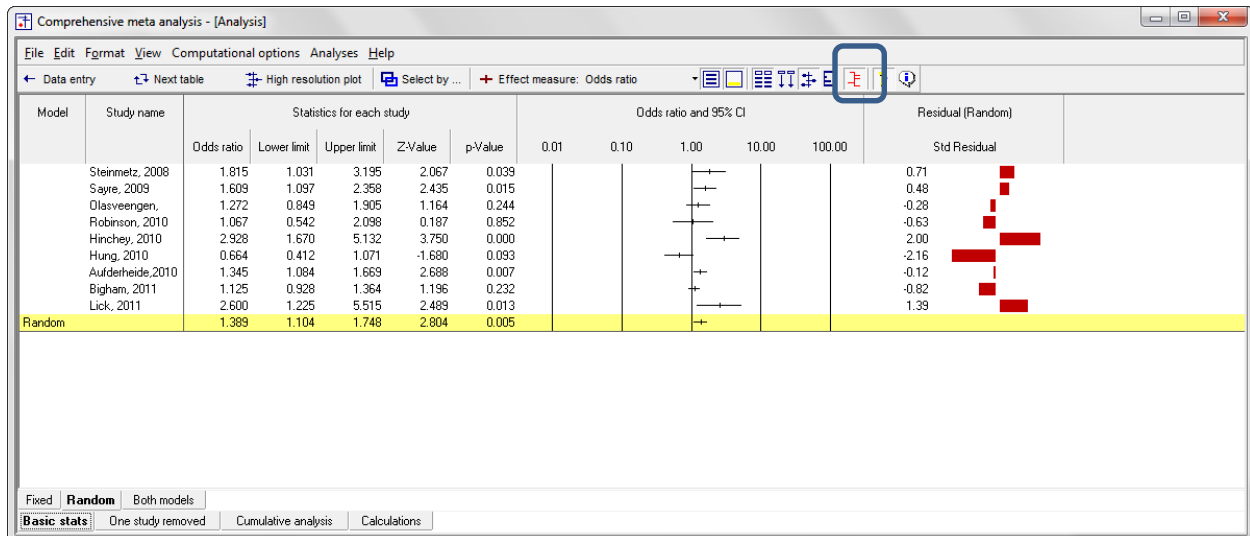 Comprehensive meta analysis - [Analysis]
File Edit Format View Computational options Analyses Help
Data entry Next table High resolution plot Select by ... Effect measure: Odds ratio
Model Study name Statistics for each study Odds ratio and 95% CI Residual (Random)
Odds ratio Lower limit Upper limit Z-Value p-Value 0.01 0.10 1.00 10.00 100.00 Std Residual
Steinmetz, 2008 1.815 1.031 3.195 2.067 0.039 0.71
Sayre, 2009 1.609 1.097 2.358 2.435 0.015 0.48
Olasveengen, 1.272 0.849 1.905 1.164 0.244 -0.28
Robinson, 2010 1.067 0.542 2.098 0.187 0.852 -0.63
Hinchey, 2010 2.928 1.670 5.132 3.750 0.000 2.00
Hung, 2010 0.664 0.412 1.071 -1.680 0.093 -2.16
Aufderheide,2010 1.345 1.084 1.669 2.688 0.007 -0.12
Bigham, 2011 1.125 0.928 1.364 1.196 0.232 -0.82
Lick, 2011 2.600 1.225 5.515 2.489 0.013 1.39
Random 1.389 1.104 1.748 2.804 0.005
Fixed Random Both models
Basic stats One study removed Cumulative analysis Calculations